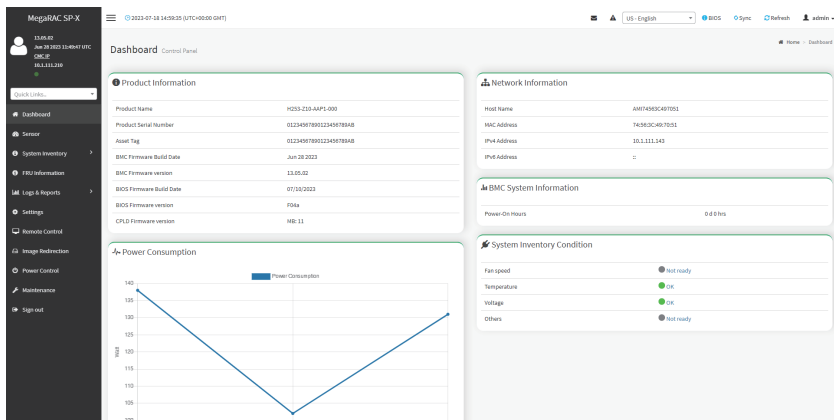 MegaRAC SP-X
2023-07-18 14:59:35 (UTC+00:00 GMT)
US - English
BIOS
Sync
Refresh
admin
13.05.02
Jun 28 2023 11:49:47 UTC
CMC IP
10.1.111.210
Quick Links...
Dashboard
Sensor
System Inventory
FRU Information
Logs & Reports
Settings
Remote Control
Image Redirection
Power Control
Maintenance
Sign out
Dashboard Control Panel
Home > Dashboard
Product Information
Product Name H253-Z10-AAP1-000
Product Serial Number 01234567890123456789AB
Asset Tag 01234567890123456789AB
BMC Firmware Build Date Jun 28 2023
BMC Firmware version 13.05.02
BIOS Firmware Build Date 07/10/2023
BIOS Firmware version F04a
CPLD Firmware version MB: 11
Power Consumption
Power Consumption
140
135
130
125
120
115
110
105
100
Watt
Network Information
Host Name AMI74563C497051
MAC Address 74:56:3C:49:70:51
IPv4 Address 10.1.111.143
IPv6 Address ::
BMC System Information
Power-On Hours 0 d 0 hrs
System Inventory Condition
Fan speed Not ready
Temperature OK
Voltage OK
Others Not ready